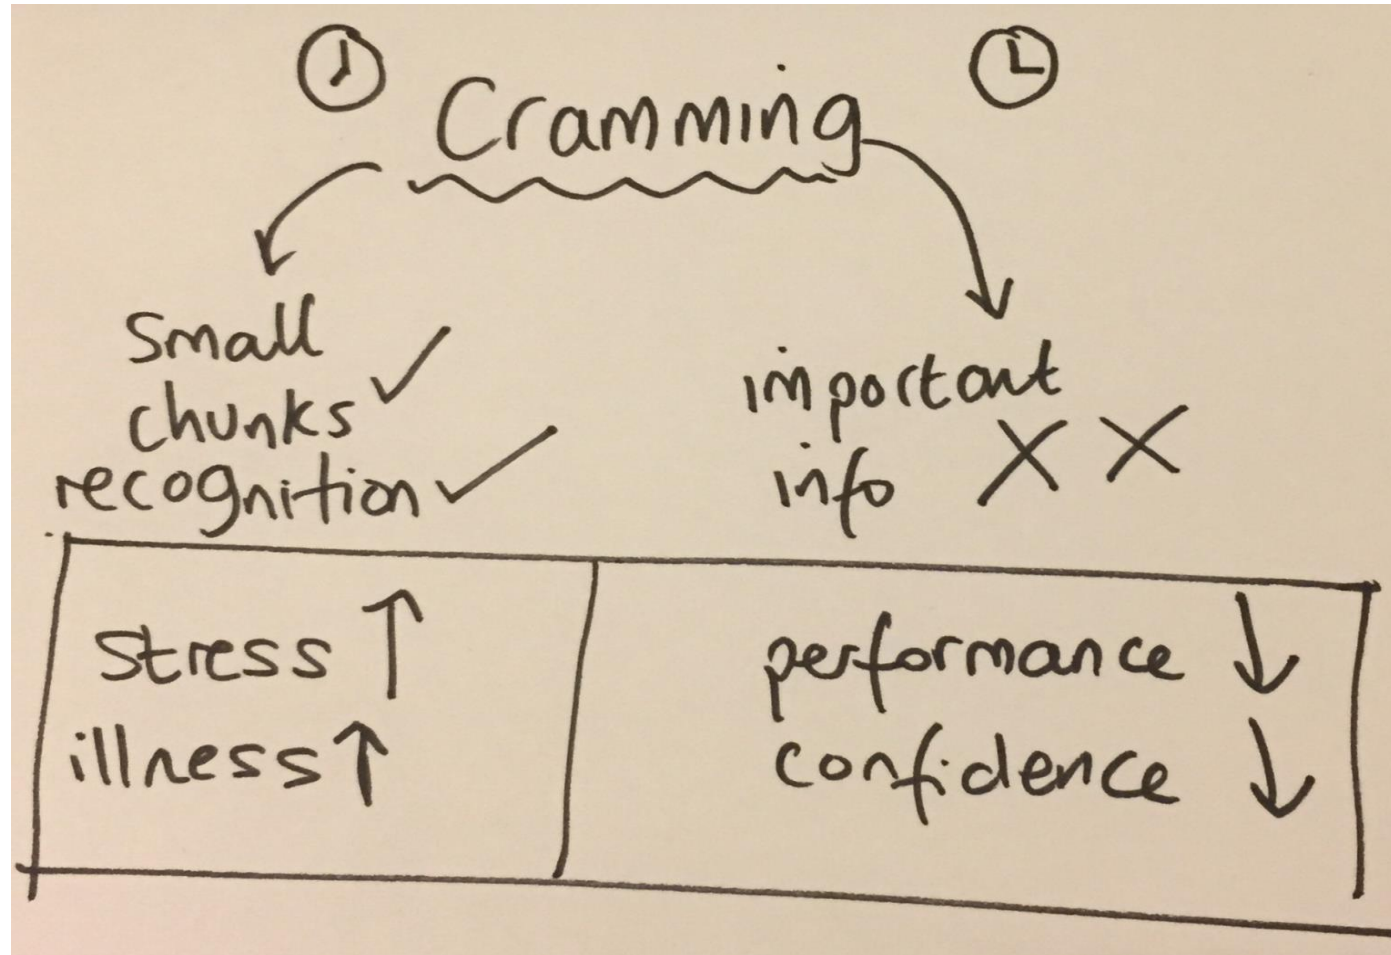 Cramming
small
chunks ✓
recognition ✓
important
info X X
stress ↑
illness ↑
performance ↓
confidence ↓